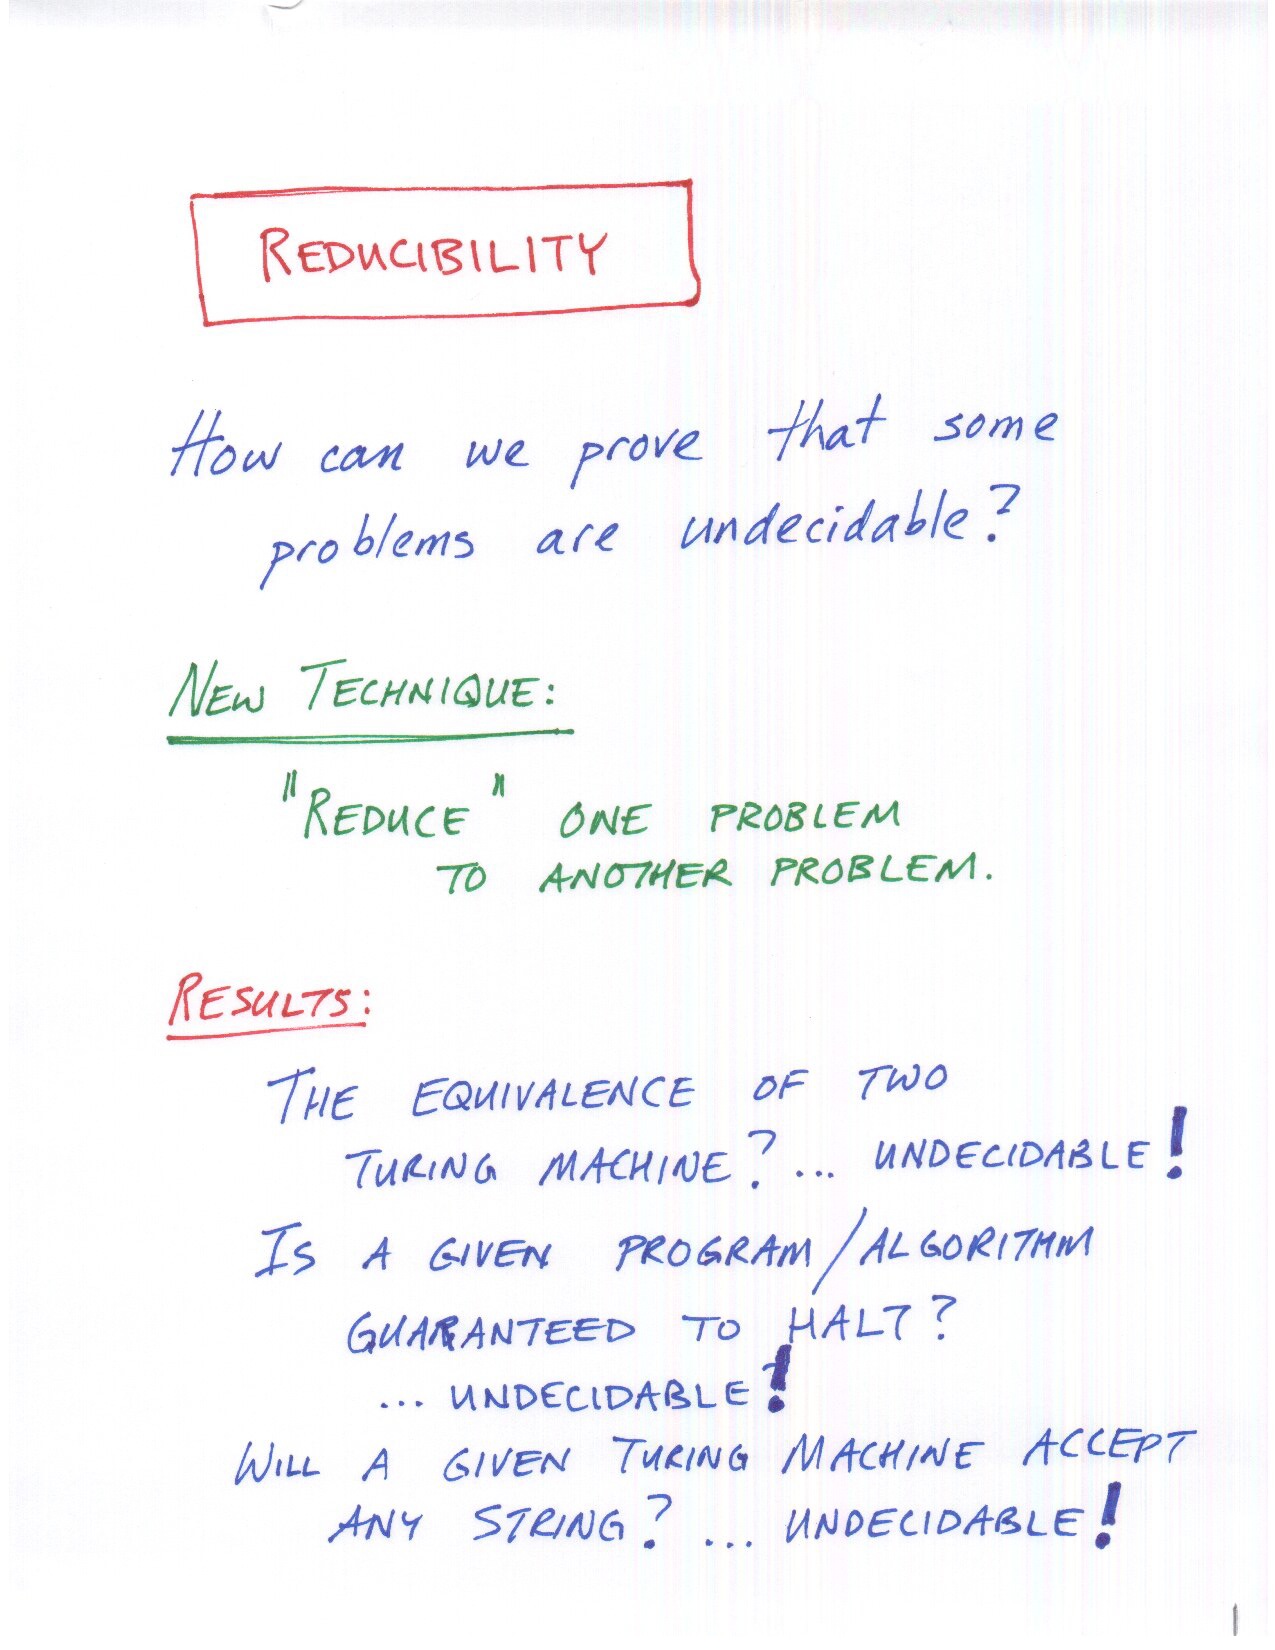 REDUCIBILITY
How can we prove that some
problems are undecidable?
NEW TECHNIQUE:
"REDUCE" ONE PROBLEM
TO ANOTHER PROBLEM.
RESULTS:
THE EQUIVALENCE OF TWO
TURING MACHINE? ... UNDECIDABLE!
IS A GIVEN PROGRAM/ALGORITHM
GUARANTEED TO HALT?
... UNDECIDABLE!
WILL A GIVEN TURING MACHINE ACCEPT
ANY STRING? ... UNDECIDABLE!
1